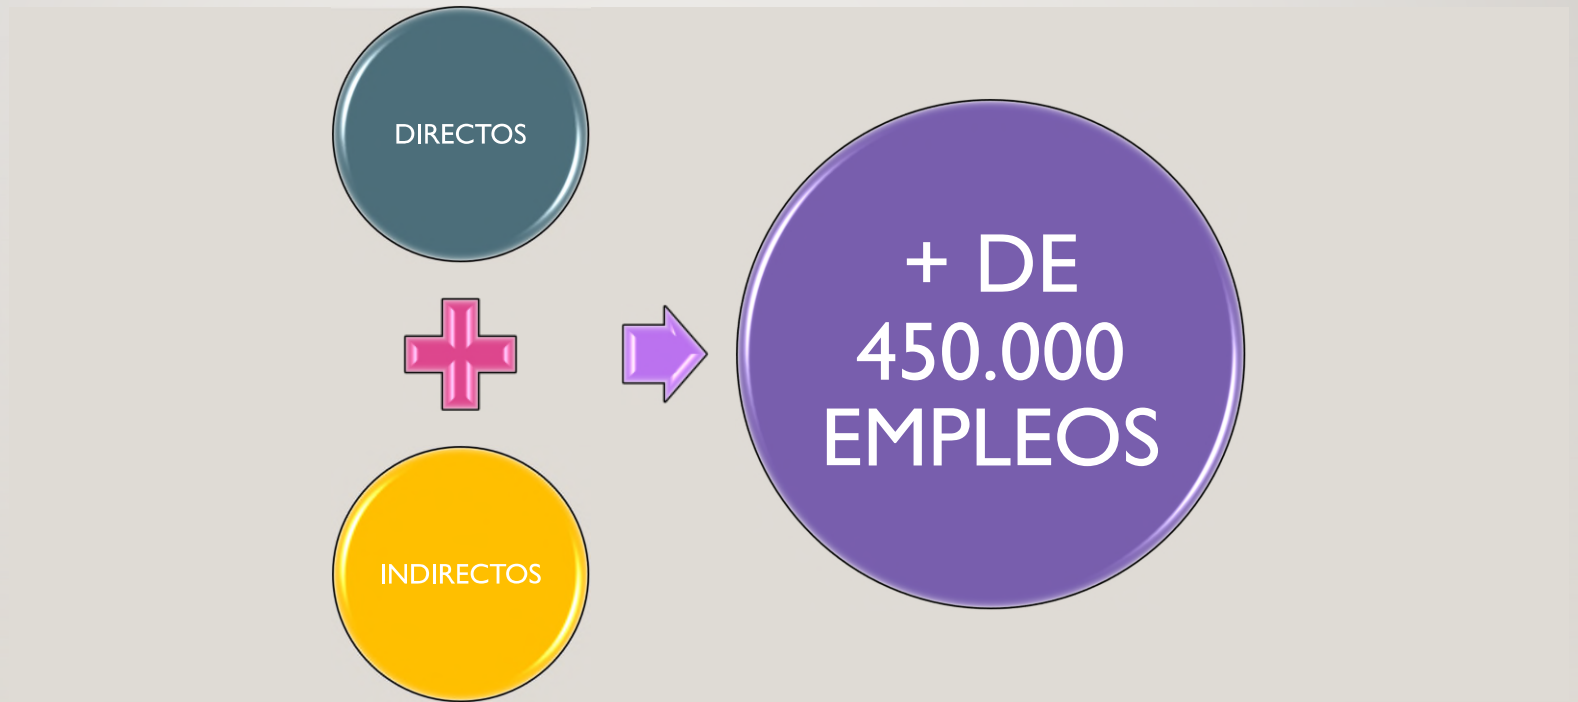 DIRECTOS
INDIRECTOS
+ DE
450.000
EMPLEOS